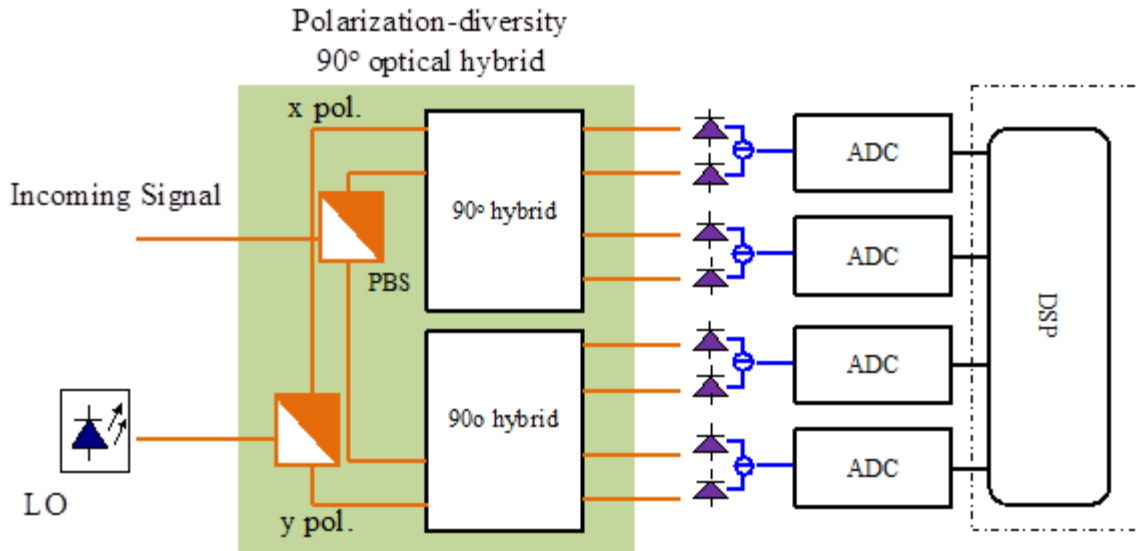 Polarization-diversity
90° optical hybrid
x pol.
Incoming Signal
PBS
90° hybrid
ADC
ADC
DSP
ADC
90o hybrid
ADC
LO
y pol.